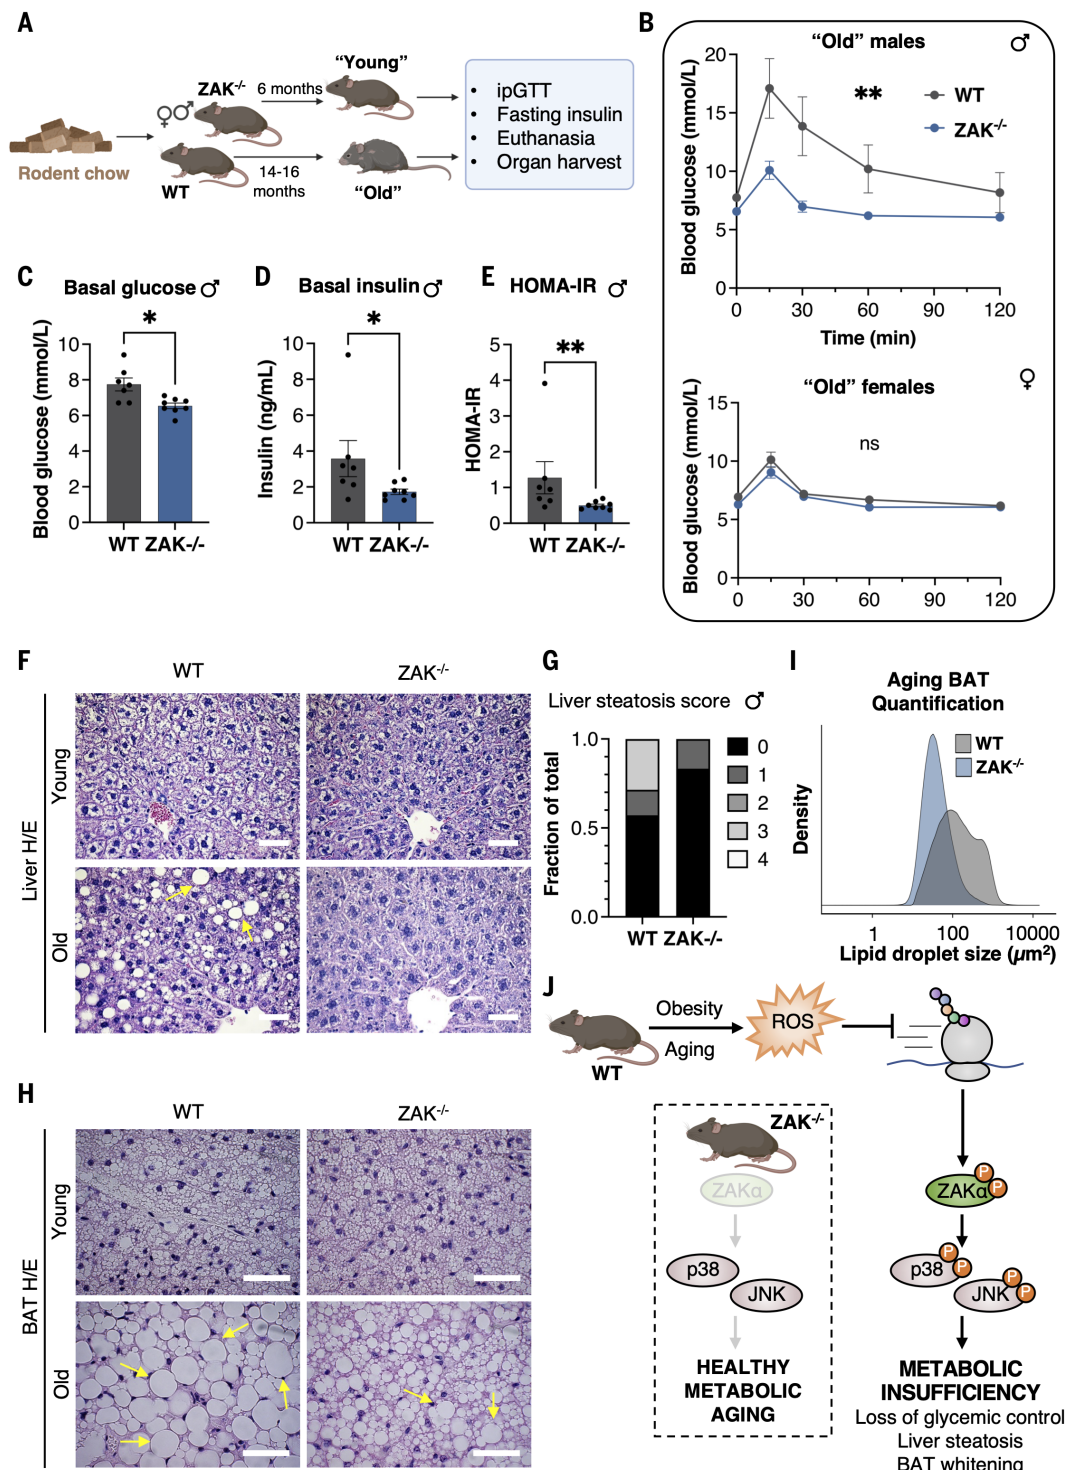 A
Rodent chow
ZAK-/-
♀♂
WT
6 months
14-16
months
“Young”
“Old”
• ipGTT
• Fasting insulin
• Euthanasia
• Organ harvest
B
“Old” males ♂
Blood glucose (mmol/L)
20
15
10
5
0
**
WT
ZAK-/-
0 30 60 90 120
Time (min)
“Old” females ♀
Blood glucose (mmol/L)
15
10
5
0
ns
0 30 60 90 120
C
Basal glucose ♂
Blood glucose (mmol/L)
10
8
6
4
2
0
*
WT ZAK-/-
D
Basal insulin ♂
Insulin (ng/mL)
10
8
6
4
2
0
*
WT ZAK-/-
E
HOMA-IR ♂
HOMA-IR
5
4
3
2
1
0
**
WT ZAK-/-
F
WT ZAK-/-
Liver H/E
Young
Old
G
Liver steatosis score ♂
Fraction of total
1.0
0.5
0.0
0
1
2
3
4
WT ZAK-/-
H
WT ZAK-/-
BAT H/E
Young
Old
I
Aging BAT
Quantification
Density
WT
ZAK-/-
1 100 10000
Lipid droplet size (µm2)
J
WT
Obesity
Aging
ROS
ZAK-/-
ZAKα
p38
JNK
HEALTHY
METABOLIC
AGING
ZAKα
P
P
p38
P
P
JNK
P
P
METABOLIC
INSUFFICIENCY
Loss of glycemic control
Liver steatosis
BAT whitening